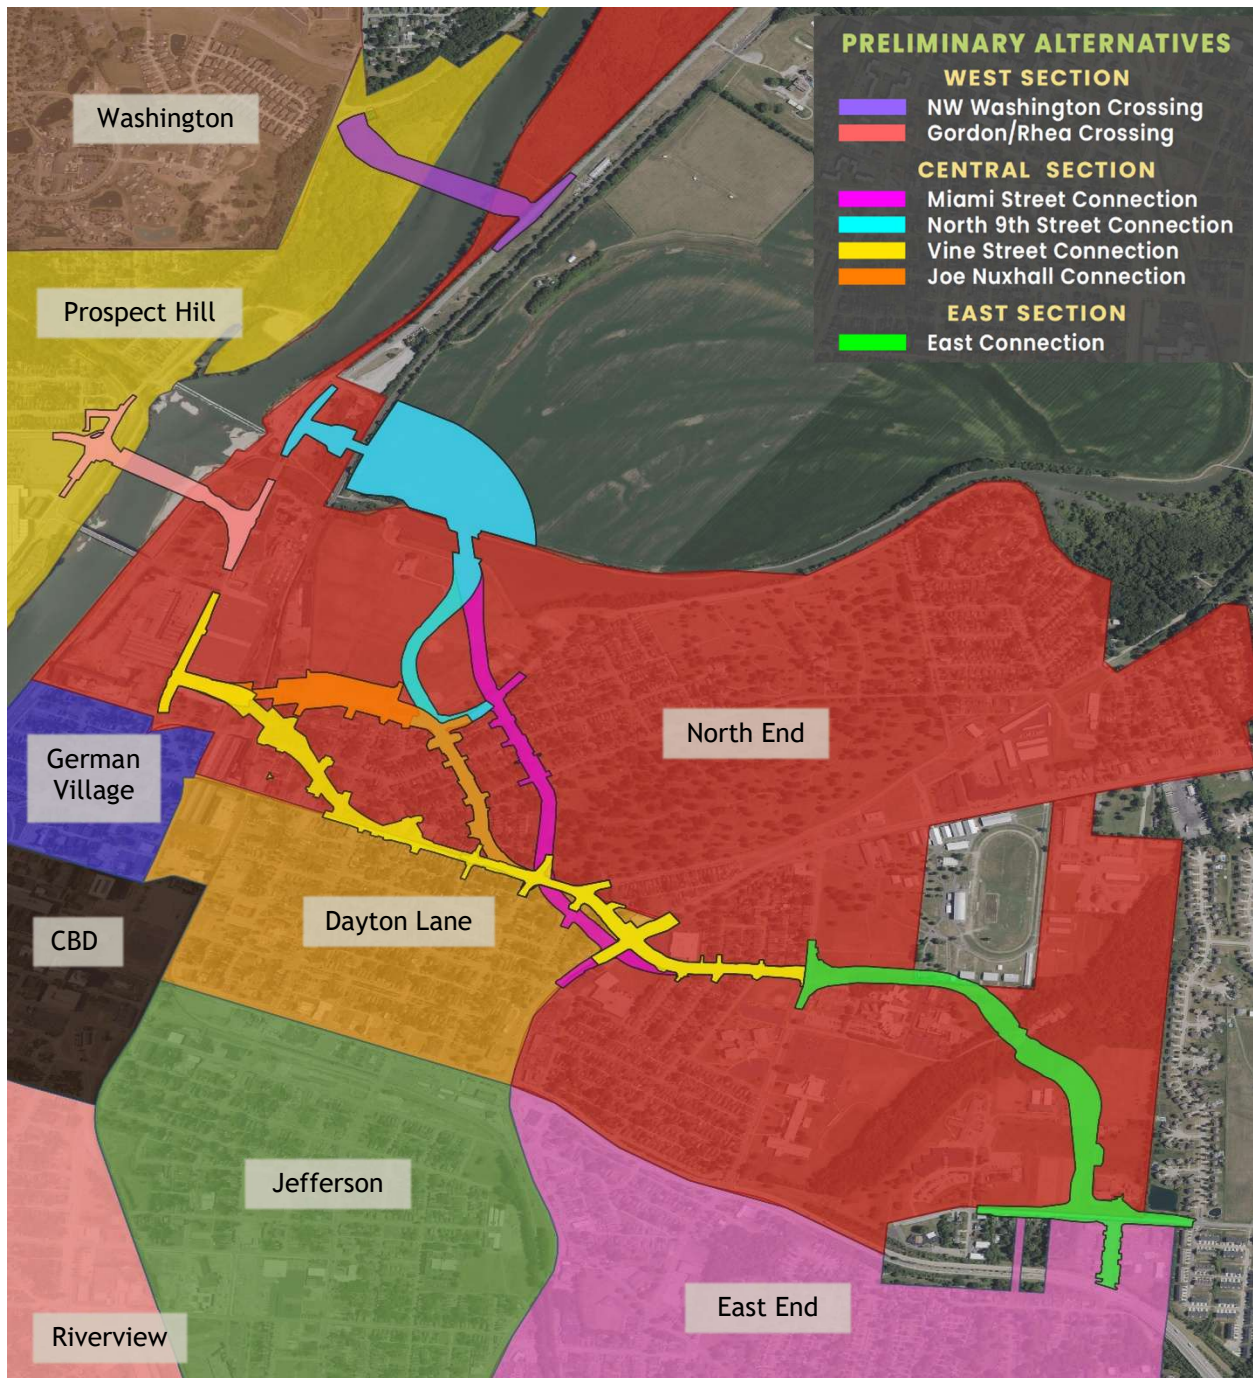 PRELIMINARY ALTERNATIVES
WEST SECTION
NW Washington Crossing
Gordon/Rhea Crossing
CENTRAL SECTION
Miami Street Connection
North 9th Street Connection
Vine Street Connection
Joe Nuxhall Connection
EAST SECTION
East Connection
Washington
Prospect Hill
North End
German
Village
Dayton Lane
CBD
Jefferson
East End
Riverview